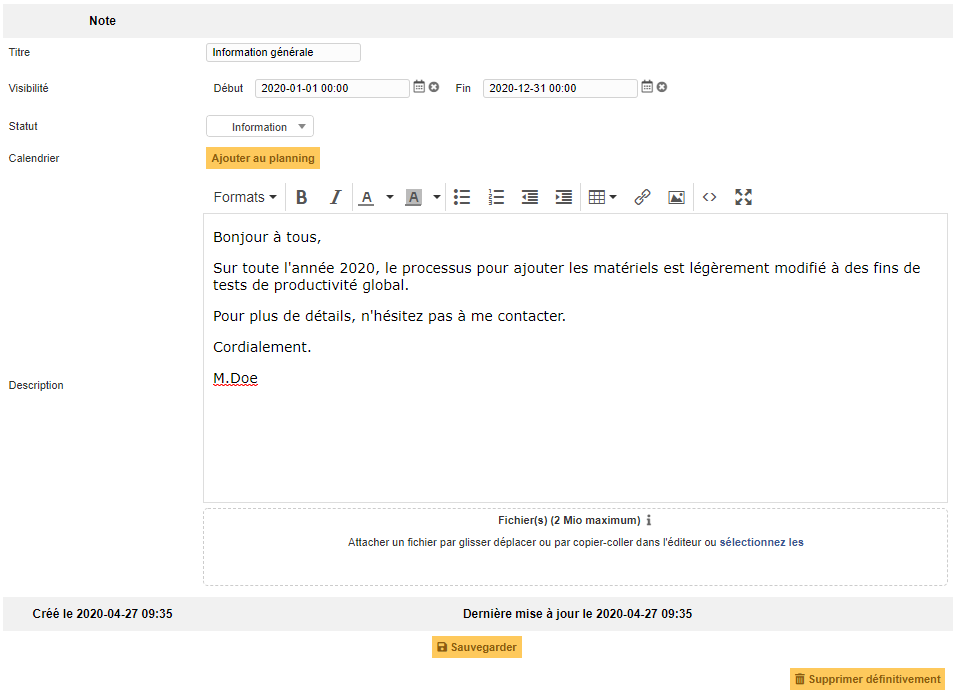 Note
Titre Information générale
Visibilité Début 2020-01-01 00:00 Fin 2020-12-31 00:00
Statut Information
Calendrier Ajouter au planning
Formats B I A A
Bonjour à tous,
Sur toute l'année 2020, le processus pour ajouter les matériels est légèrement modifié à des fins de
tests de productivité global.
Pour plus de détails, n'hésitez pas à me contacter.
Cordialement.
M.Doe
Description
Fichier(s) (2 Mio maximum)
Attacher un fichier par glisser déplacer ou par copier-coller dans l'éditeur ou sélectionnez les
Créé le 2020-04-27 09:35 Dernière mise à jour le 2020-04-27 09:35
Sauvegarder
Supprimer définitivement